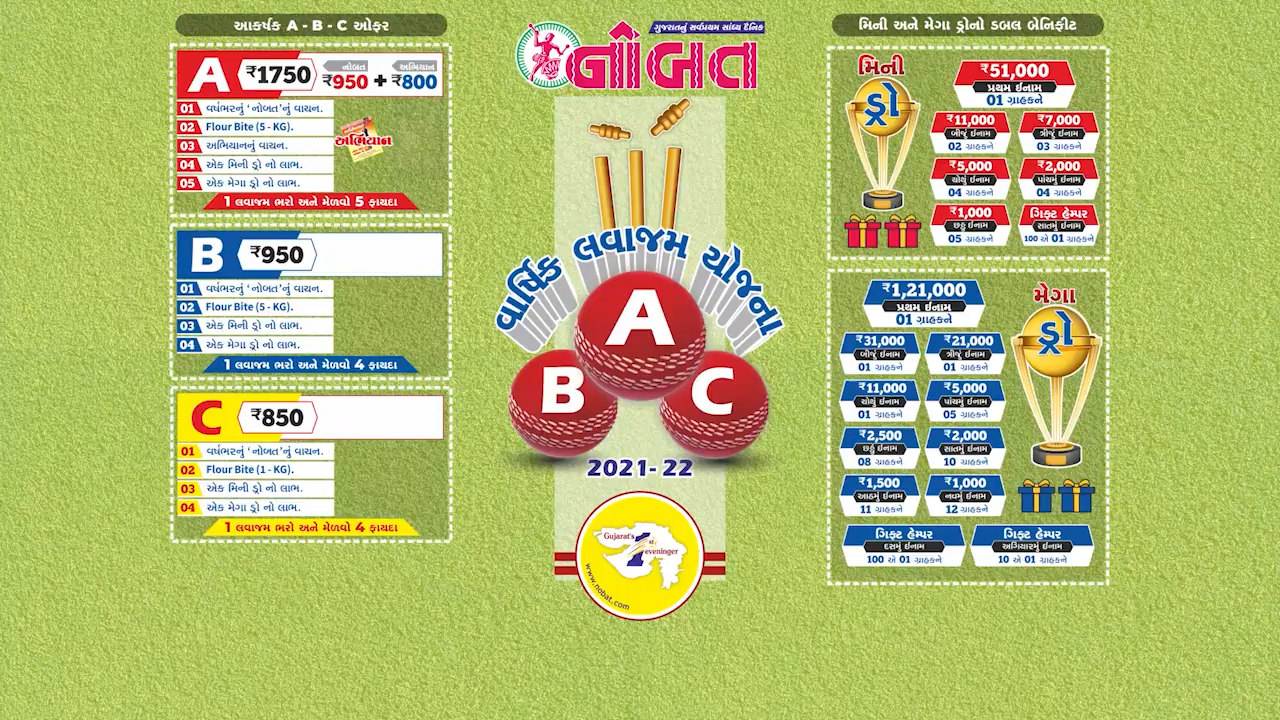 આકર્ષક A - B - C ઓફર
A ₹1750 નોબત ₹950 + અભિયાન ₹800
01 વર્ષભરનું ‘નોબત’નું વાચન.
02 Flour Bite (5 - KG).
03 અભિયાનનું વાચન.
04 એક મિની ડ્રો નો લાભ.
05 એક મેગા ડ્રો નો લાભ.
અભિયાન
1 લવાજમ ભરો અને મેળવો 5 ફાયદા
B ₹950
01 વર્ષભરનું ‘નોબત’નું વાચન.
02 Flour Bite (5 - KG).
03 એક મિની ડ્રો નો લાભ.
04 એક મેગા ડ્રો નો લાભ.
1 લવાજમ ભરો અને મેળવો 4 ફાયદા
C ₹850
01 વર્ષભરનું ‘નોબત’નું વાચન.
02 Flour Bite (1 - KG).
03 એક મિની ડ્રો નો લાભ.
04 એક મેગા ડ્રો નો લાભ.
1 લવાજમ ભરો અને મેળવો 4 ફાયદા
ગુજરાતનું સર્વપ્રથમ સાંધ્ય દૈનિક
નોબત
વાર્ષિક લવાજમ યોજના
A
B C
2021- 22
Gujarat's 1st eveninger
www.nobat.com
મિની અને મેગા ડ્રોનો ડબલ બેનિફીટ
મિની ડ્રો
₹51,000
પ્રથમ ઈનામ
01 ગ્રાહકને
₹11,000 ₹7,000
બીજું ઈનામ ત્રીજું ઈનામ
02 ગ્રાહકને 03 ગ્રાહકને
₹5,000 ₹2,000
ચોથું ઈનામ પાંચમું ઈનામ
04 ગ્રાહકને 04 ગ્રાહકને
₹1,000 ગિફ્ટ હેમ્પર
છઠ્ઠું ઈનામ સાતમું ઈનામ
05 ગ્રાહકને 100 એ 01 ગ્રાહકને
મેગા ડ્રો
₹1,21,000
પ્રથમ ઈનામ
01 ગ્રાહકને
₹31,000 ₹21,000
બીજું ઈનામ ત્રીજું ઈનામ
01 ગ્રાહકને 01 ગ્રાહકને
₹11,000 ₹5,000
ચોથું ઈનામ પાંચમું ઈનામ
01 ગ્રાહકને 05 ગ્રાહકને
₹2,500 ₹2,000
છઠ્ઠું ઈનામ સાતમું ઈનામ
08 ગ્રાહકને 10 ગ્રાહકને
₹1,500 ₹1,000
આઠમું ઈનામ નવમું ઈનામ
11 ગ્રાહકને 12 ગ્રાહકને
ગિફ્ટ હેમ્પર ગિફ્ટ હેમ્પર
દસમું ઈનામ અગિયારમું ઈનામ
100 એ 01 ગ્રાહકને 10 એ 01 ગ્રાહકને